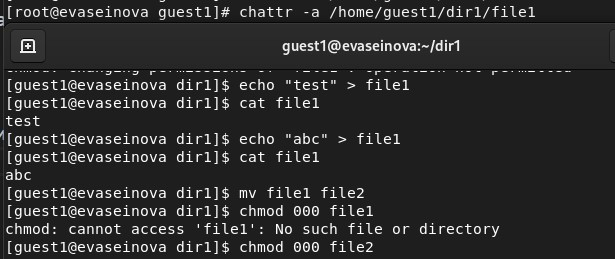 [root@evaseinova guest1]# chattr -a /home/guest1/dir1/file1
guest1@evaseinova:~/dir1
[guest1@evaseinova dir1]$ echo "test" > file1
[guest1@evaseinova dir1]$ cat file1
test
[guest1@evaseinova dir1]$ echo "abc" > file1
[guest1@evaseinova dir1]$ cat file1
abc
[guest1@evaseinova dir1]$ mv file1 file2
[guest1@evaseinova dir1]$ chmod 000 file1
chmod: cannot access 'file1': No such file or directory
[guest1@evaseinova dir1]$ chmod 000 file2